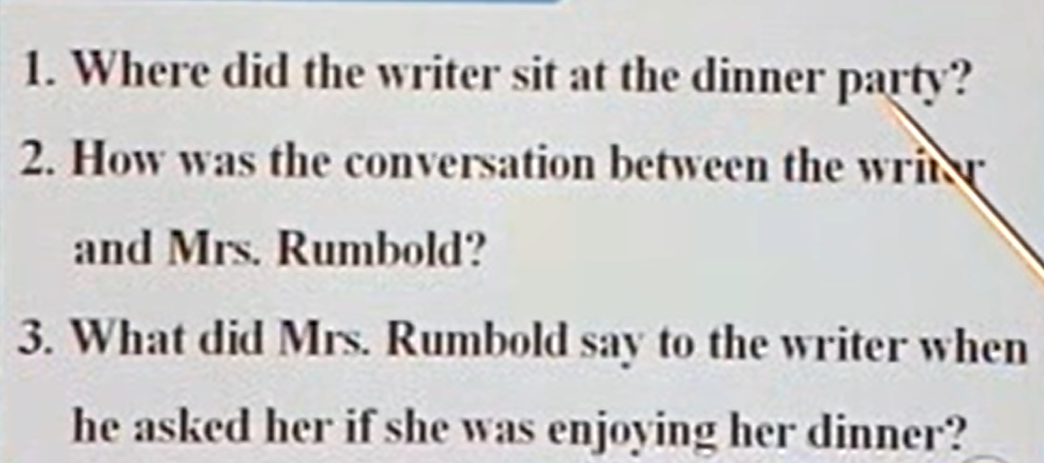 1. Where did the writer sit at the dinner party?
2. How was the conversation between the writer
and Mrs. Rumbold?
3. What did Mrs. Rumbold say to the writer when
he asked her if she was enjoying her dinner?